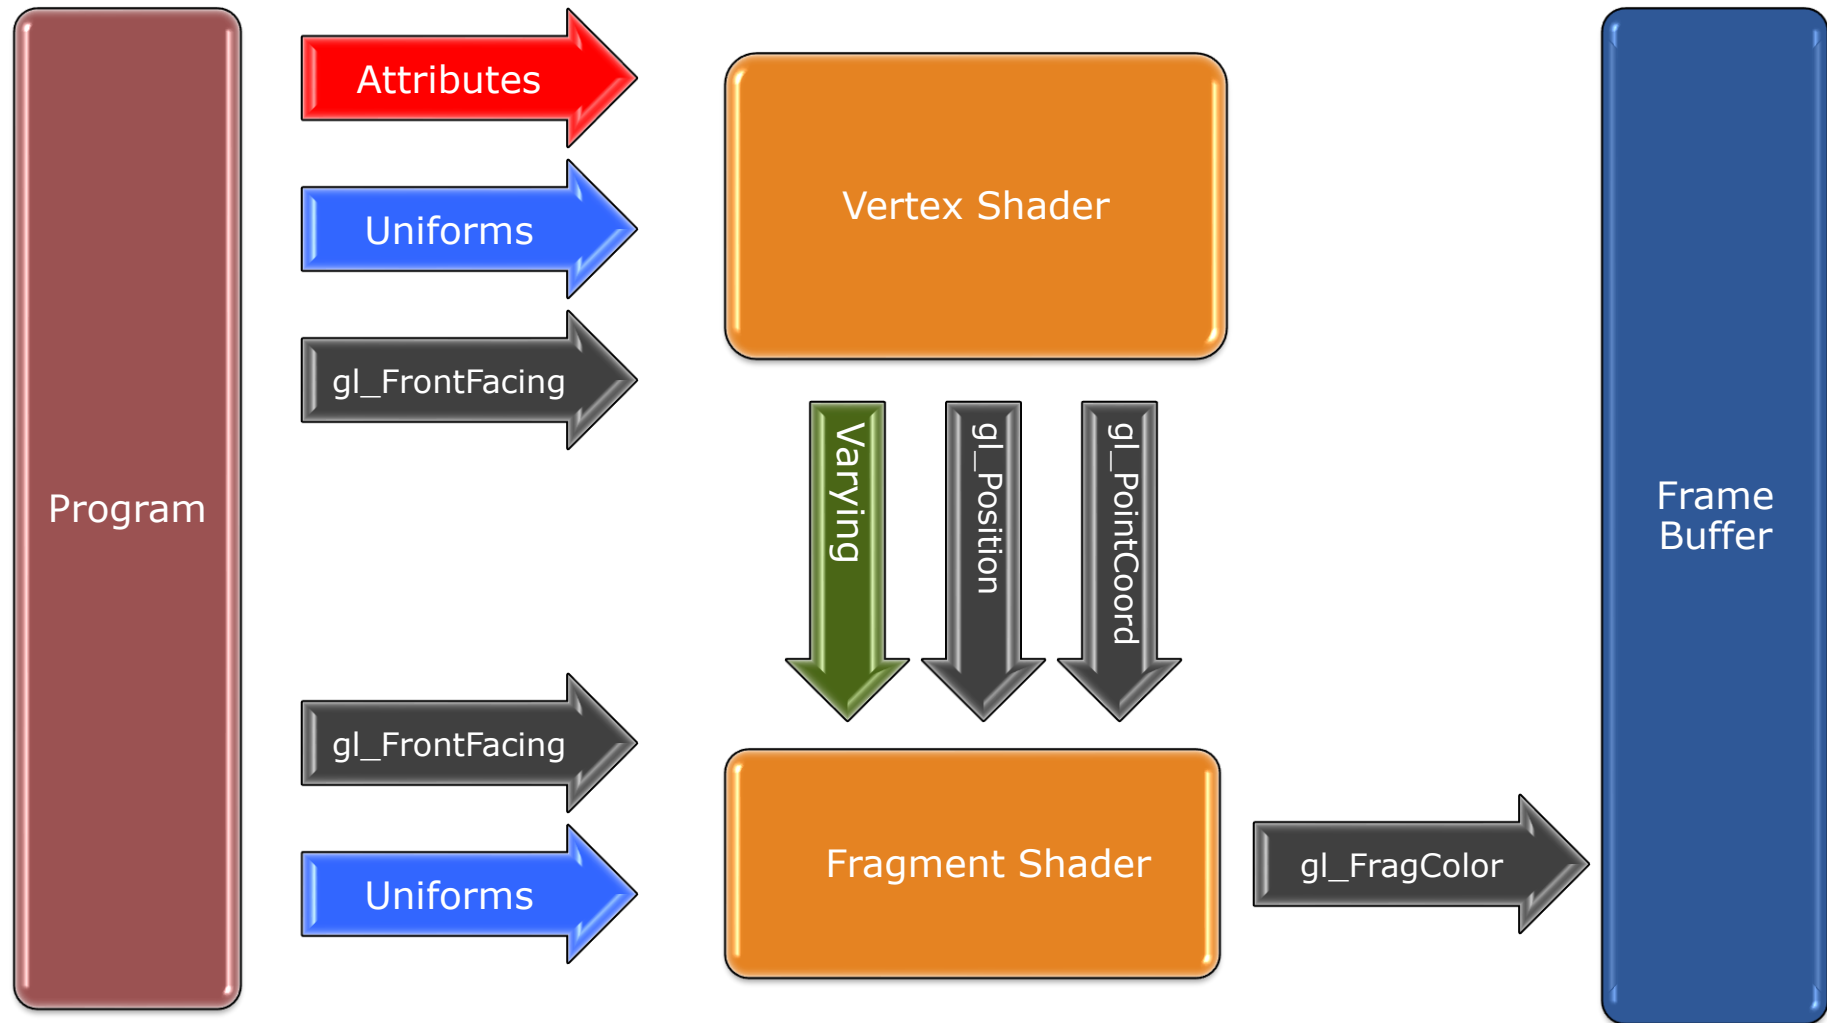 Program
Attributes
Uniforms
gl_FrontFacing
Vertex Shader
Varying
gl_Position
gl_PointCoord
gl_FrontFacing
Uniforms
Fragment Shader
gl_FragColor
Frame
Buffer